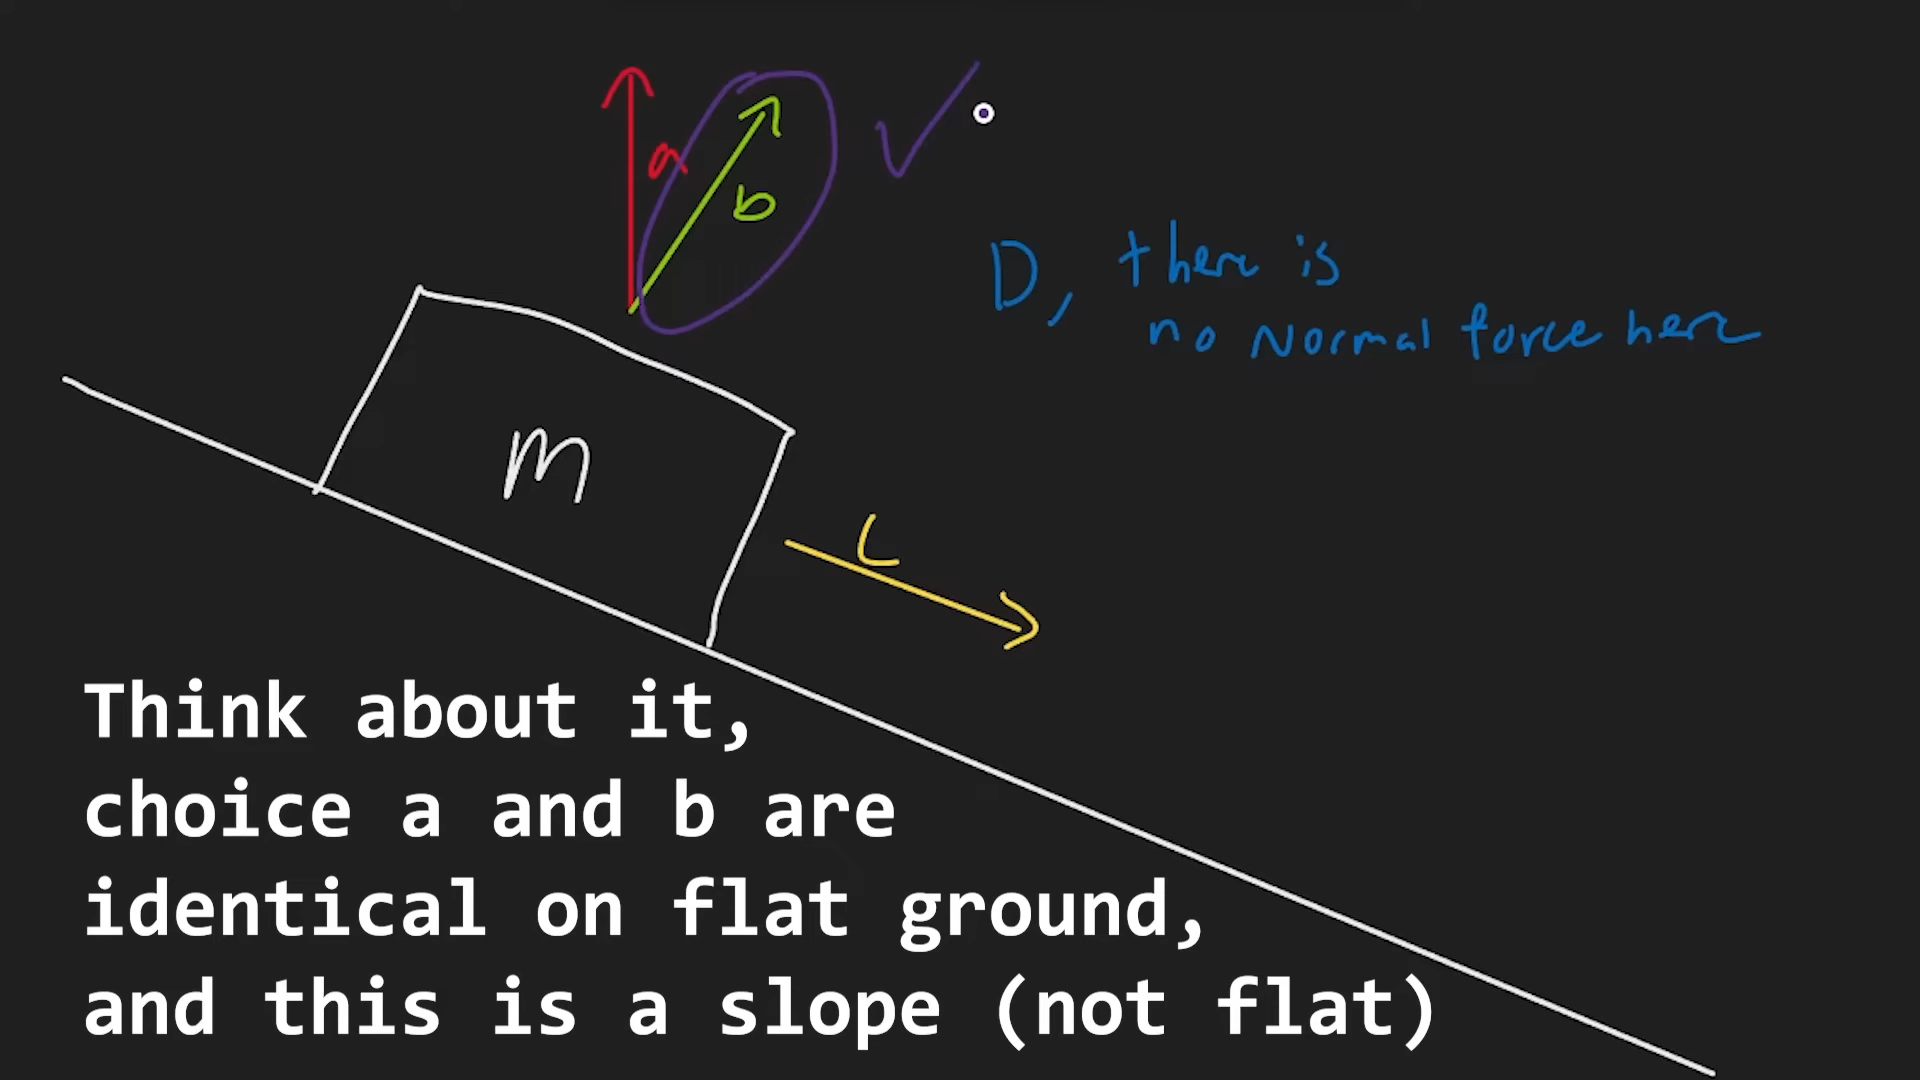 a
b
D, there is
no Normal force here
m
C
Think about it,
choice a and b are
identical on flat ground,
and this is a slope (not flat)